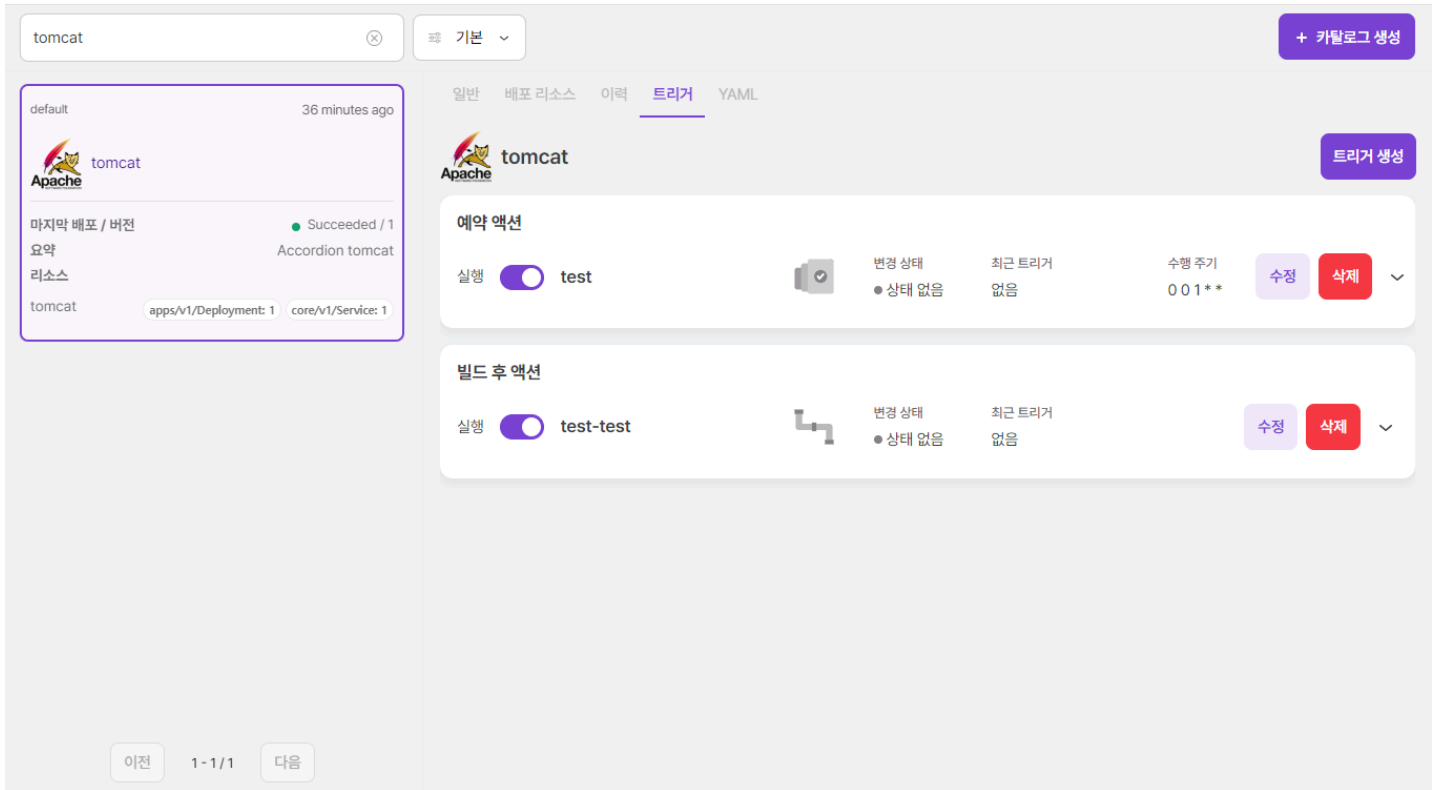 tomcat
기본
+ 카탈로그 생성
default
36 minutes ago
Apache
tomcat
마지막 배포 / 버전
Succeeded / 1
요약
Accordion tomcat
리소스
tomcat
apps/v1/Deployment: 1
core/v1/Service: 1
이전
1 - 1 / 1
다음
일반
배포 리소스
이력
트리거
YAML
Apache
tomcat
트리거 생성
예약 액션
실행
test
변경 상태
상태 없음
최근 트리거
없음
수행 주기
0 0 1 * *
수정
삭제
빌드 후 액션
실행
test-test
변경 상태
상태 없음
최근 트리거
없음
수정
삭제